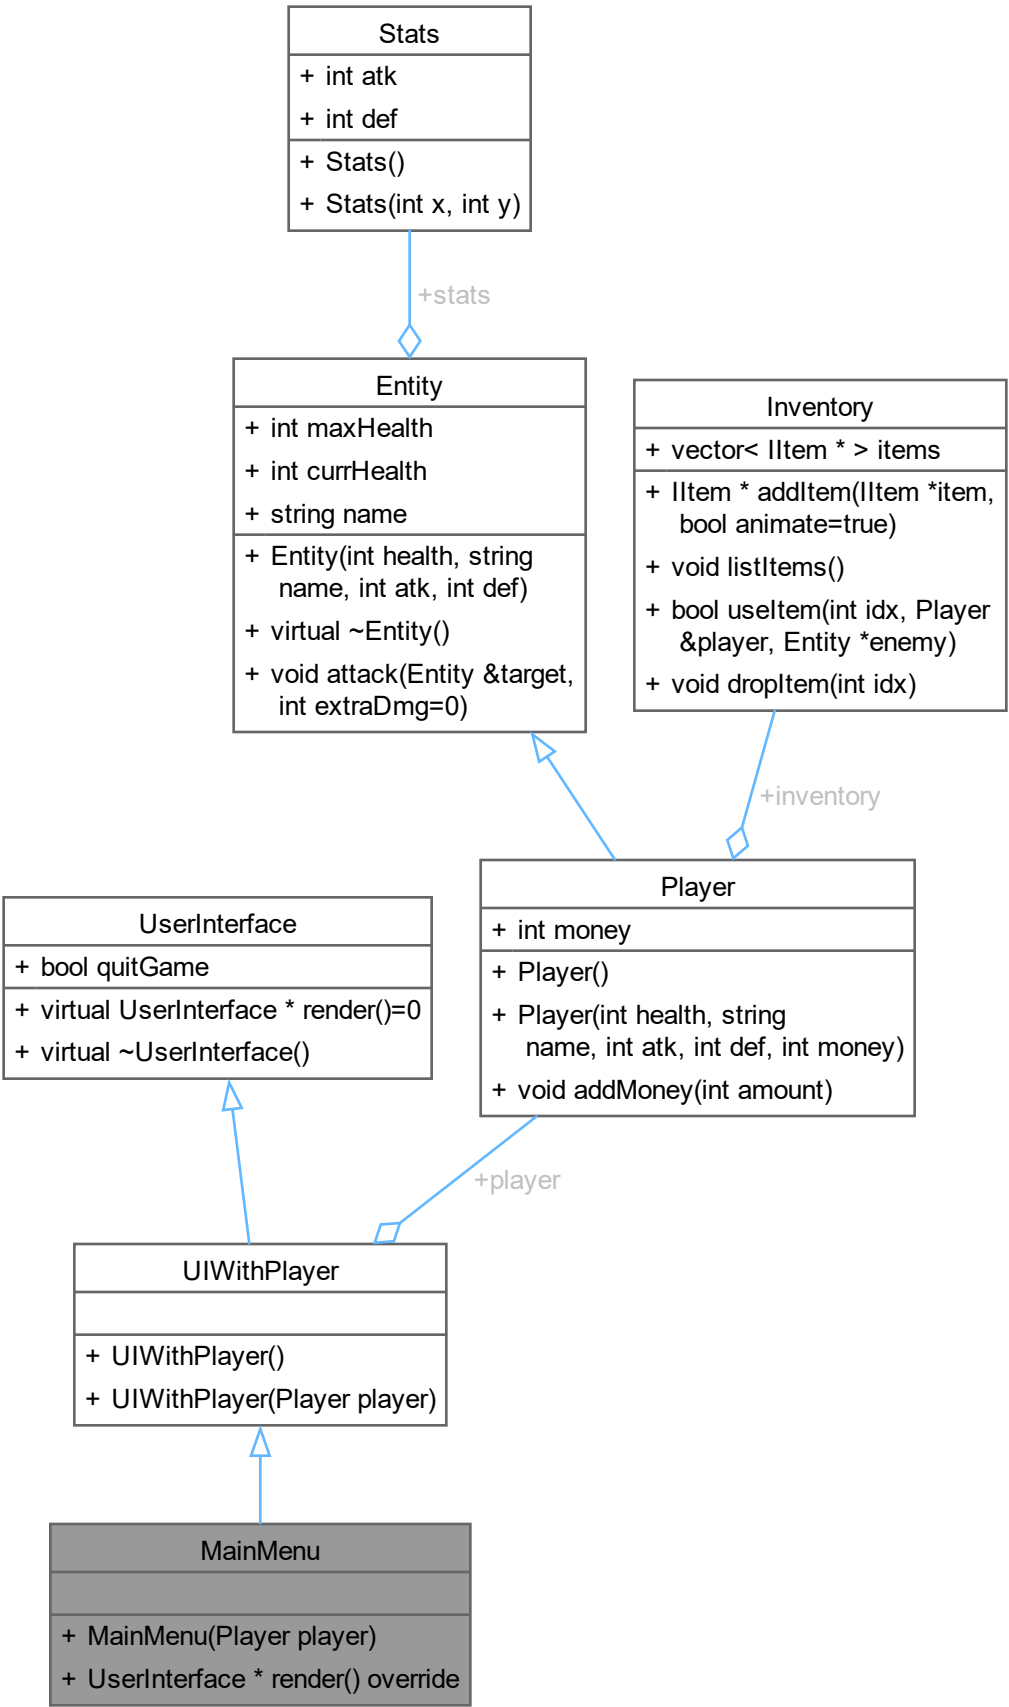 Stats
+ int atk
+ int def
+ Stats()
+ Stats(int x, int y)
+stats
Entity
+ int maxHealth
+ int currHealth
+ string name
+ Entity(int health, string
name, int atk, int def)
+ virtual ~Entity()
+ void attack(Entity &target,
int extraDmg=0)
Inventory
+ vector< IItem * > items
+ IItem * addItem(IItem *item,
bool animate=true)
+ void listItems()
+ bool useItem(int idx, Player
&player, Entity *enemy)
+ void dropItem(int idx)
+inventory
Player
+ int money
+ Player()
+ Player(int health, string
name, int atk, int def, int money)
+ void addMoney(int amount)
UserInterface
+ bool quitGame
+ virtual UserInterface * render()=0
+ virtual ~UserInterface()
+player
UIWithPlayer
+ UIWithPlayer()
+ UIWithPlayer(Player player)
MainMenu
+ MainMenu(Player player)
+ UserInterface * render() override